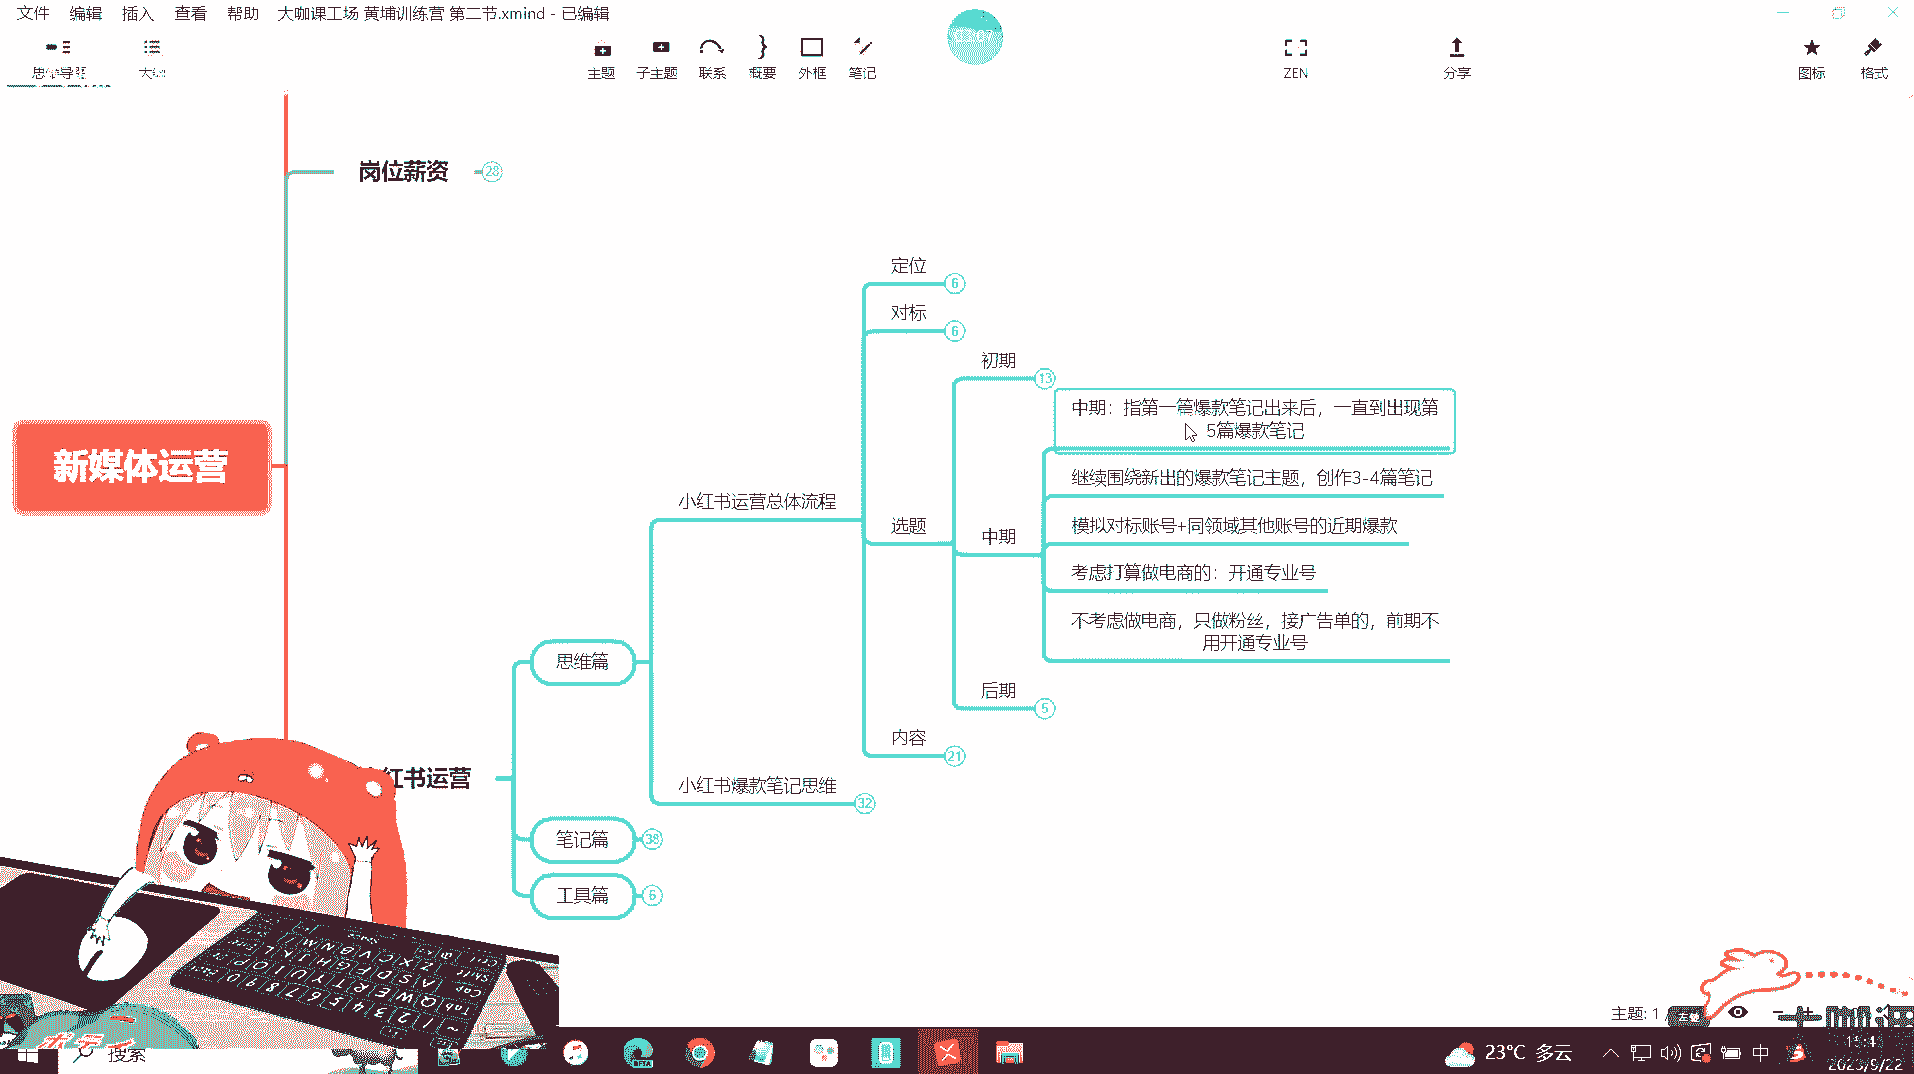 文件 编辑 插入 查看 帮助 大咖课工场 黄埔训练营 第二节.xmind - 已编辑
思维导图 大纲 主题 子主题 联系 概要 外框 笔记 ZEN 分享 图标 格式
岗位薪资 28
定位 6
对标 6
初期 13
中期：指第一篇爆款笔记出来后，一直到出现第
5篇爆款笔记
继续围绕新出的爆款笔记主题，创作3-4篇笔记
新媒体运营
小红书运营总体流程
选题
中期
模拟对标账号+同领域其他账号的近期爆款
考虑打算做电商的：开通专业号
不考虑做电商，只做粉丝，接广告单的，前期不
用开通专业号
思维篇
后期 5
内容 21
红书运营
小红书爆款笔记思维 32
笔记篇 38
工具篇 6
主题: 1
搜索
23°C 多云
中
2023/9/22